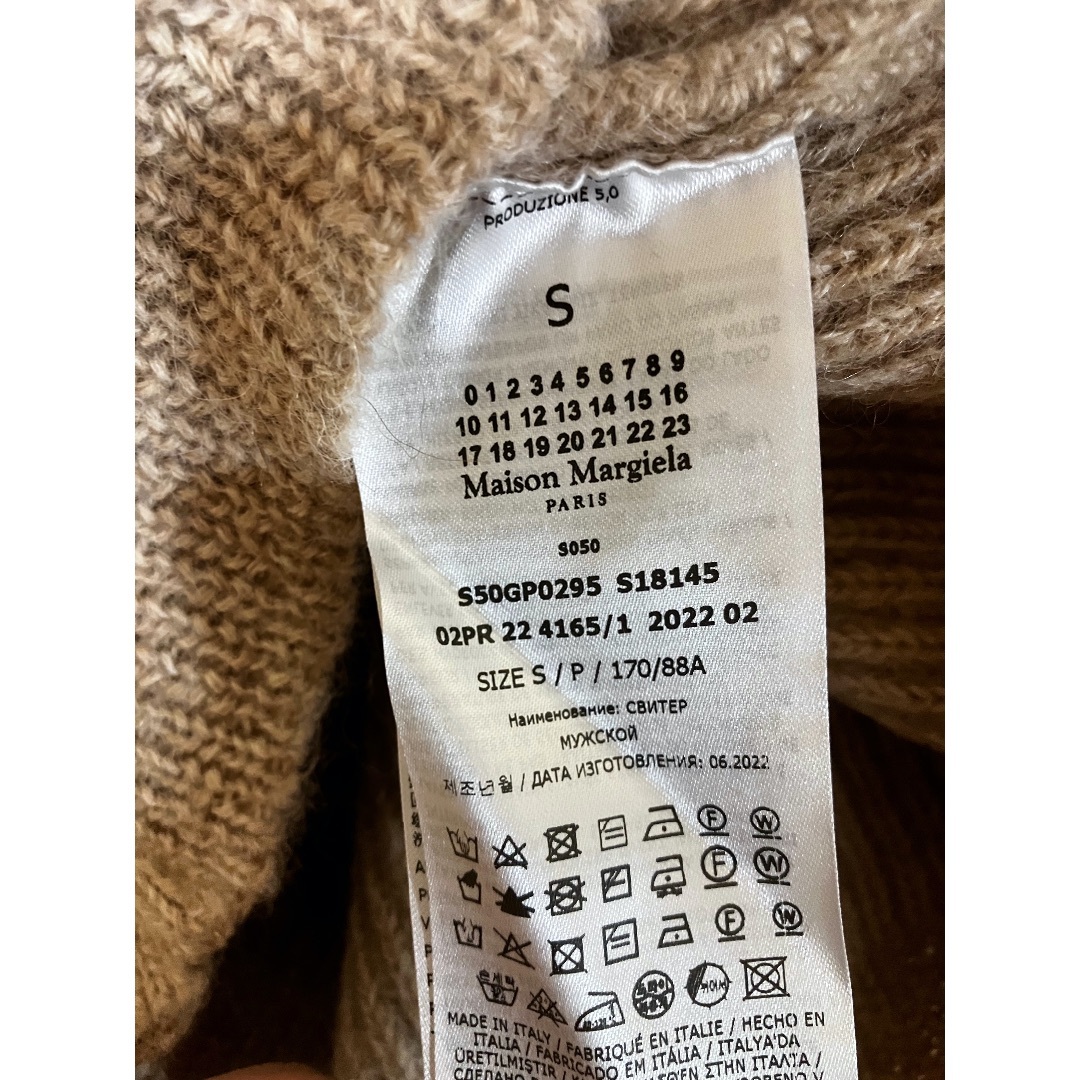 PRODUZIONE 5,0
S
0 1 2 3 4 5 6 7 8 9
10 11 12 13 14 15 16
17 18 19 20 21 22 23
Maison Margiela
PARIS
S050
S50GP0295 S18145
02PR 22 4165/1 2022 02
SIZE S / P / 170/88A
Наименование: СВИТЕР
МУЖСКОЙ
제조년월 / ДАТА ИЗГОТОВЛЕНИЯ: 06.2022
F W
F W
F W
MADE IN ITALY / FABRIQUÉ EN ITALIE / HECHO EN
ITALIA / FABRICADO EM ITÁLIA / ITALYA'DA
ÜRETILMIŞTIR / ΣΤΗΝ ΙΤΑΛΙΑ /
СДЕЛАНО